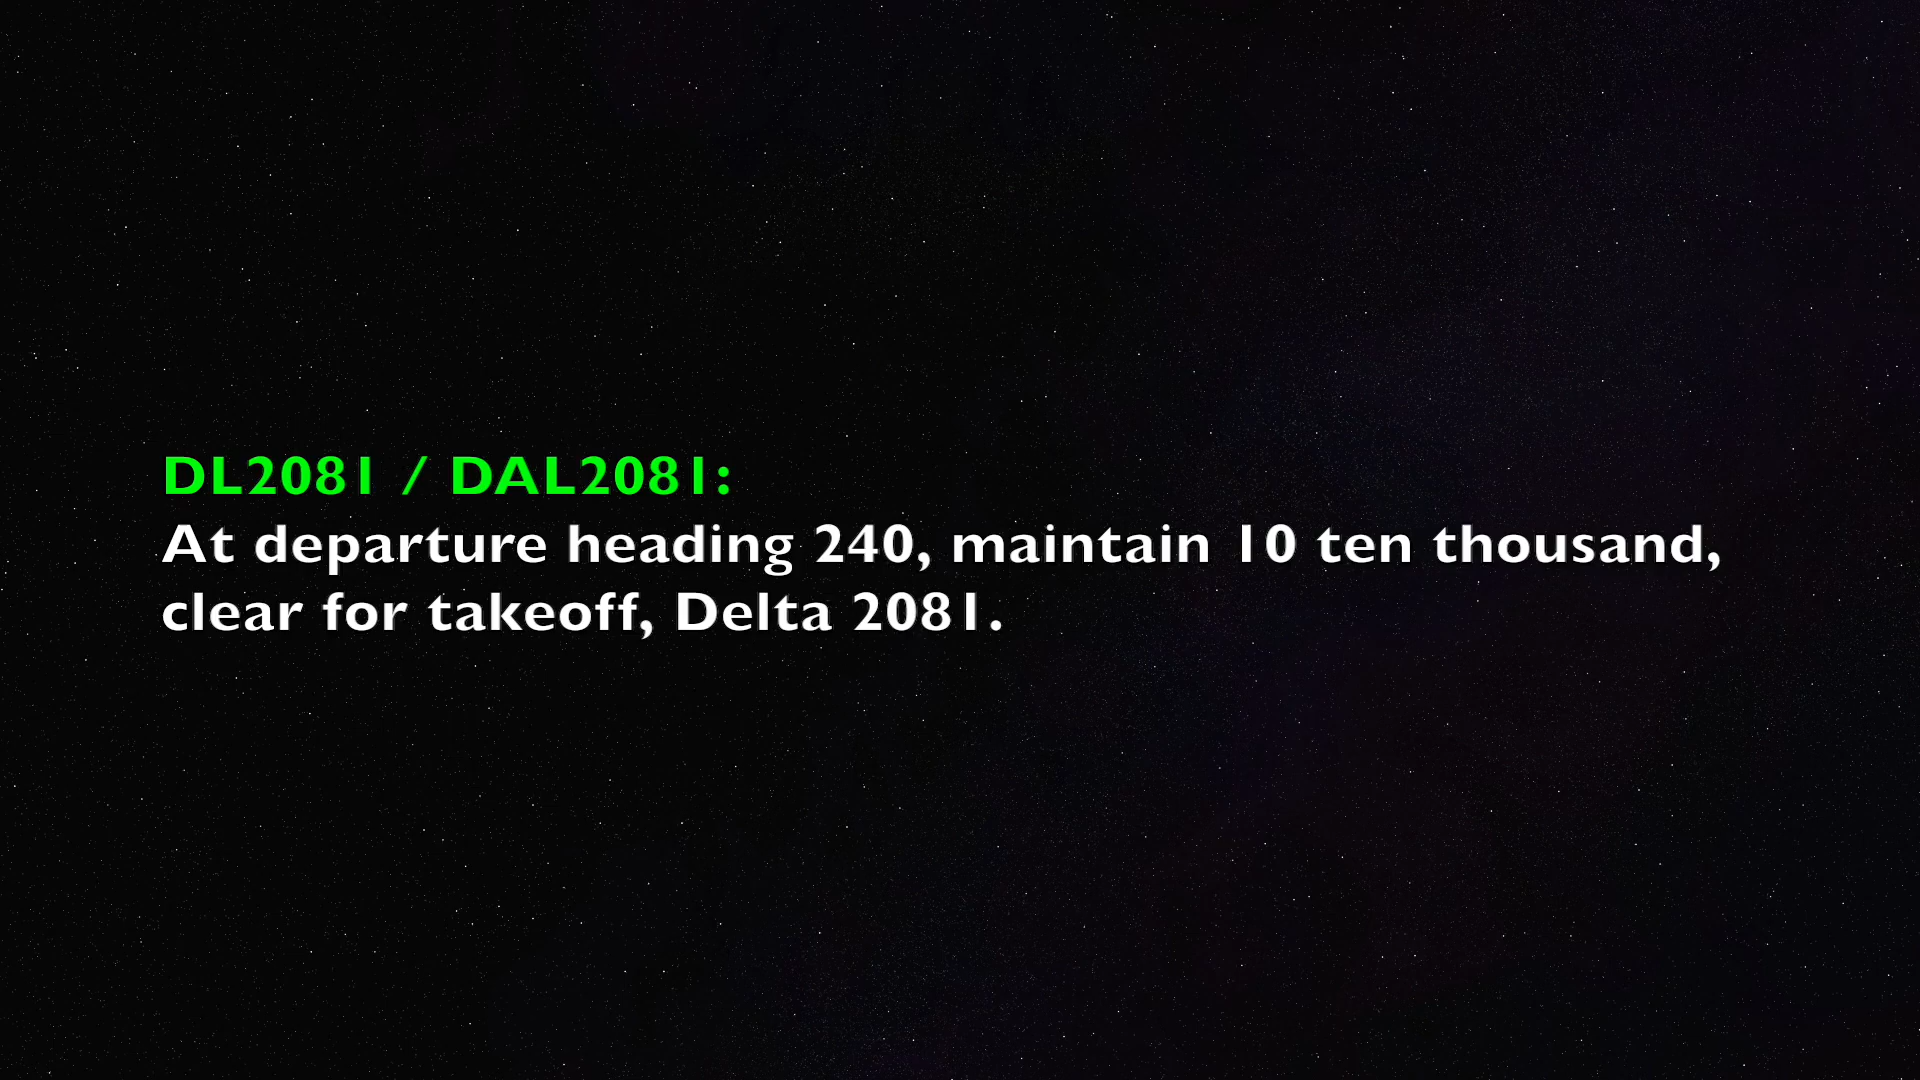 DL2081 / DAL2081:
At departure heading 240, maintain 10 ten thousand,
clear for takeoff, Delta 2081.